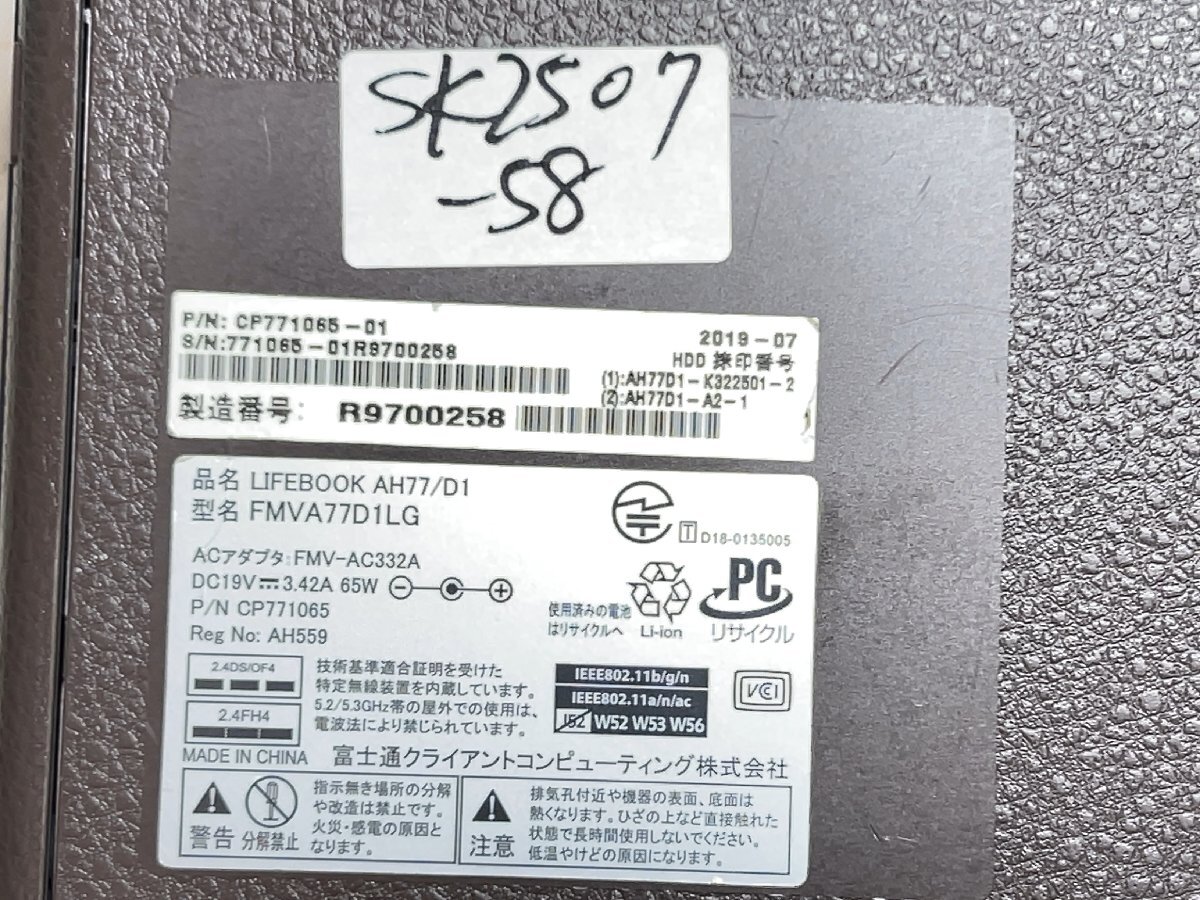 SK2507
-58
P/N: CP771065-01
S/N:771065-01R9700258
2019-07
HDD 捺印番号
(1):AH77D1-K322501-2
(2):AH77D1-A2-1
製造番号: R9700258
品名 LIFEBOOK AH77/D1
型名 FMVA77D1LG
T D18-0135005
ACアダプタ:FMV-AC332A
DC19V 3.42A 65W
P/N CP771065
Reg No: AH559
使用済みの電池
はリサイクルへ
Li-ion
PC
リサイクル
2.4DS/OF4
2.4FH4
技術基準適合証明を受けた
特定無線装置を内蔵しています。
5.2/5.3GHz帯の屋外での使用は、
電波法により禁じられています。
IEEE802.11b/g/n
IEEE802.11a/n/ac
J52 W52 W53 W56
VCCI
MADE IN CHINA
富士通クライアントコンピューティング株式会社
警告
分解禁止
指示無き場所の分解
や改造は禁止です。
火災・感電の原因と
なります。
注意
排気孔付近や機器の表面、底面は
熱くなります。ひざの上など直接触れた
状態で長時間使用しないでください。
低温やけどの原因になります。